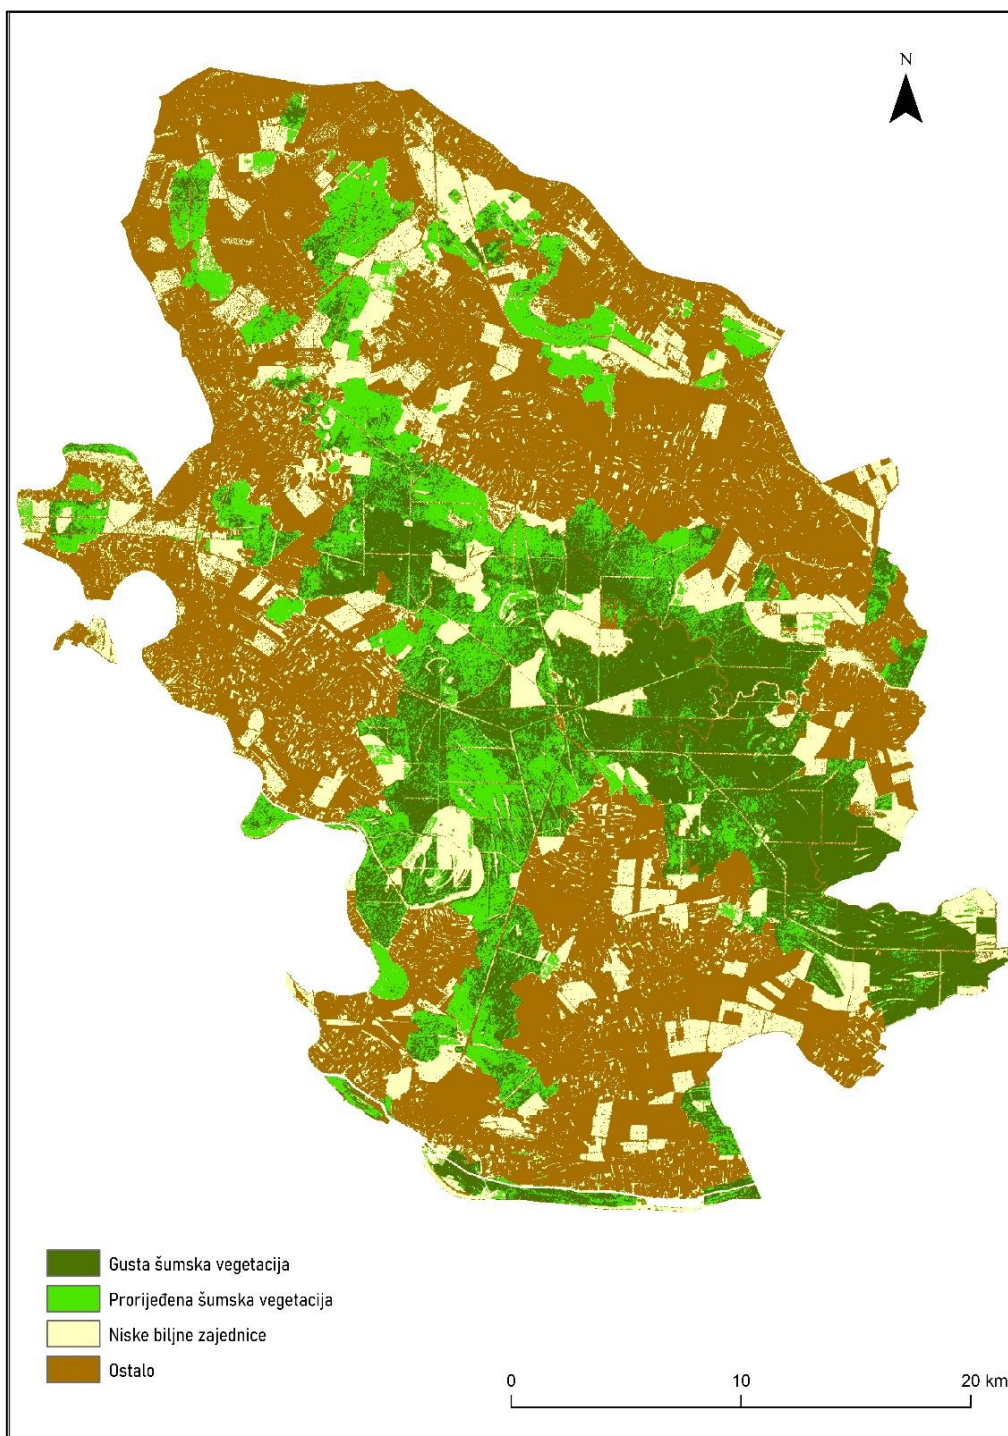 N
Gusta šumska vegetacija
Prorijeđena šumska vegetacija
Niske biljne zajednice
Ostalo
0 10 20 km